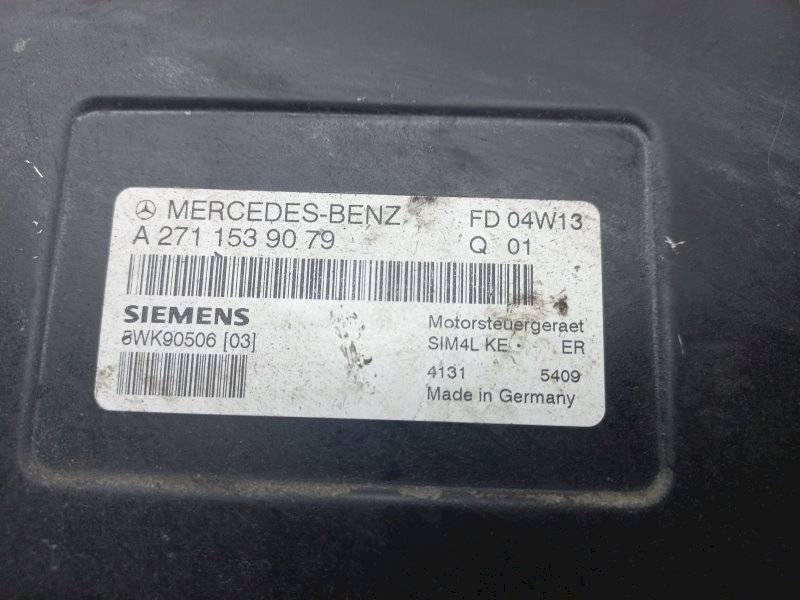 MERCEDES-BENZ FD 04W13
A 271 153 90 79 Q 01
SIEMENS Motorsteuergeraet
5WK90506 [03] SIM4L KE ER
4131 5409
Made in Germany